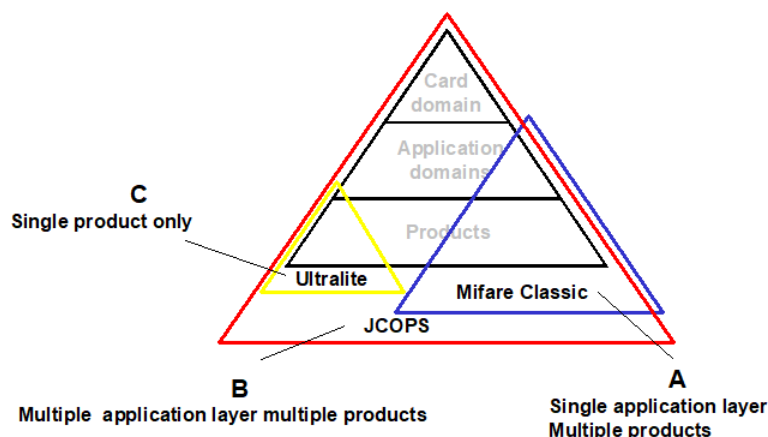 Card
domain
Application
domains
C
Single product only
Products
Ultralite
Mifare Classic
JCOPS
B
Multiple application layer multiple products
A
Single application layer
Multiple products